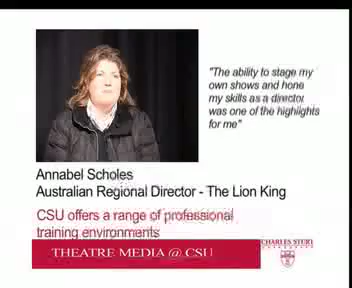 "The ability to stage my
own shows and hone
my skills as a director
was one of the highlights
for me"
Annabel Scholes
Australian Regional Director - The Lion King
CSU offers a range of professional
training environments
THEATRE MEDIA @ CSU
CHARLES STURT